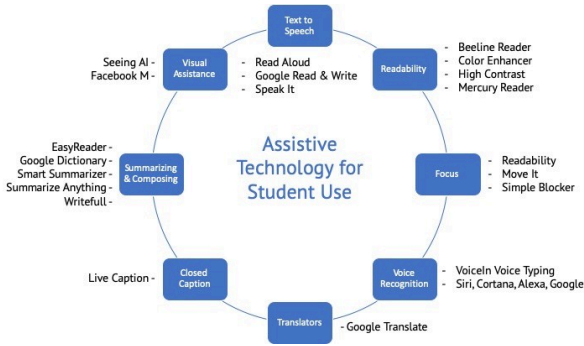 Text to
Speech
- Read Aloud
- Google Read & Write
- Speak It
Readability
- Beeline Reader
- Color Enhancer
- High Contrast
- Mercury Reader
Focus
- Readability
- Move It
- Simple Blocker
Voice
Recognition
- VoiceIn Voice Typing
- Siri, Cortana, Alexa, Google
Translators
- Google Translate
Closed
Caption
Live Caption -
Summarizing
& Composing
EasyReader -
Google Dictionary -
Smart Summarizer -
Summarize Anything -
Writefull -
Visual
Assistance
Seeing AI -
Facebook M -
Assistive
Technology for
Student Use